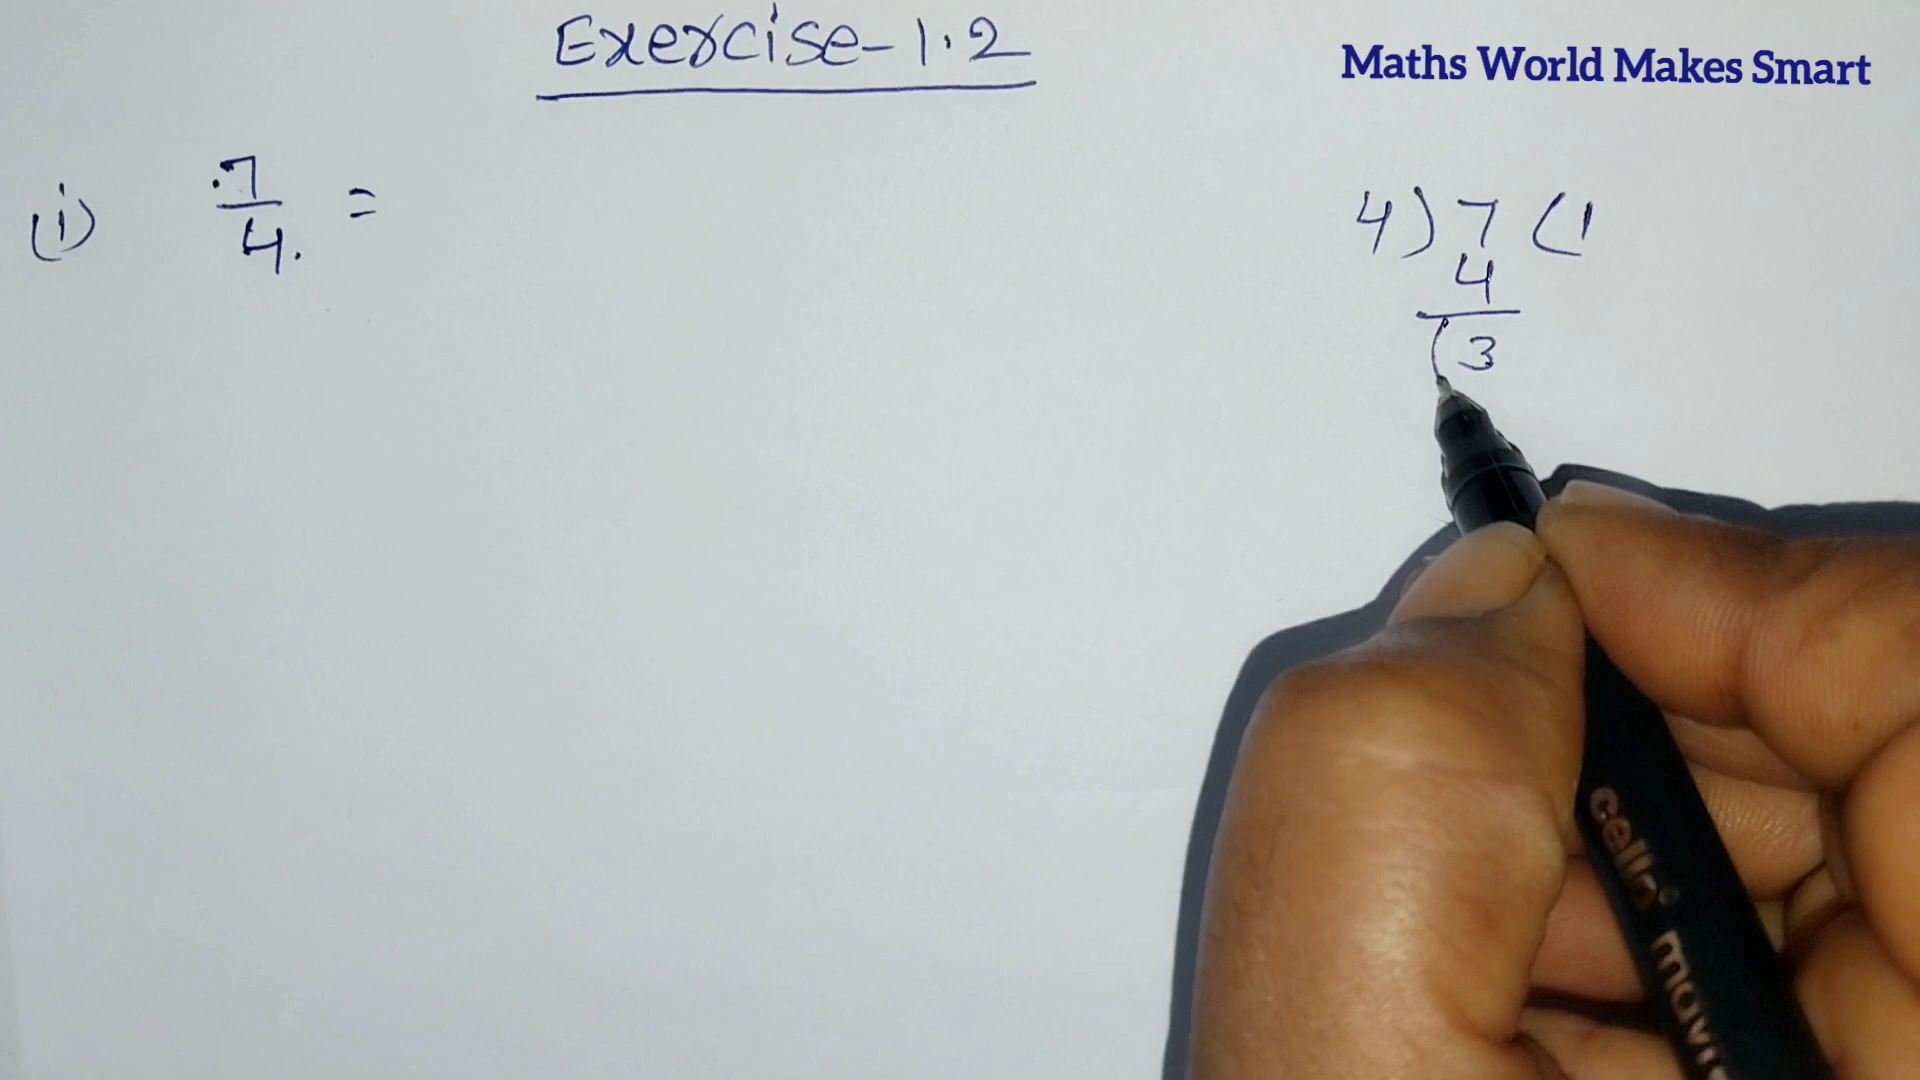 Exercise-1.2
Maths World Makes Smart
(i) 7/4 =
4) 7 (1
4
(3
cello